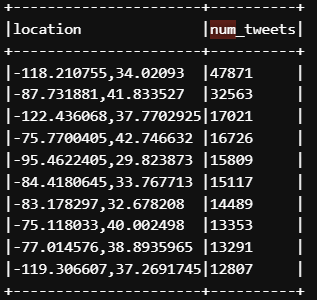 +----------------------+----------+
|location              |num_tweets|
+----------------------+----------+
|-118.210755,34.02093  |47871     |
|-87.731881,41.833527  |32563     |
|-122.436068,37.7702925|17021     |
|-75.7700405,42.746632 |16726     |
|-95.4622405,29.823873 |15809     |
|-84.4180645,33.767713 |15117     |
|-83.178297,32.678208  |14489     |
|-75.118033,40.002498  |13353     |
|-77.014576,38.8935965 |13291     |
|-119.306607,37.2691745|12807     |
+----------------------+----------+